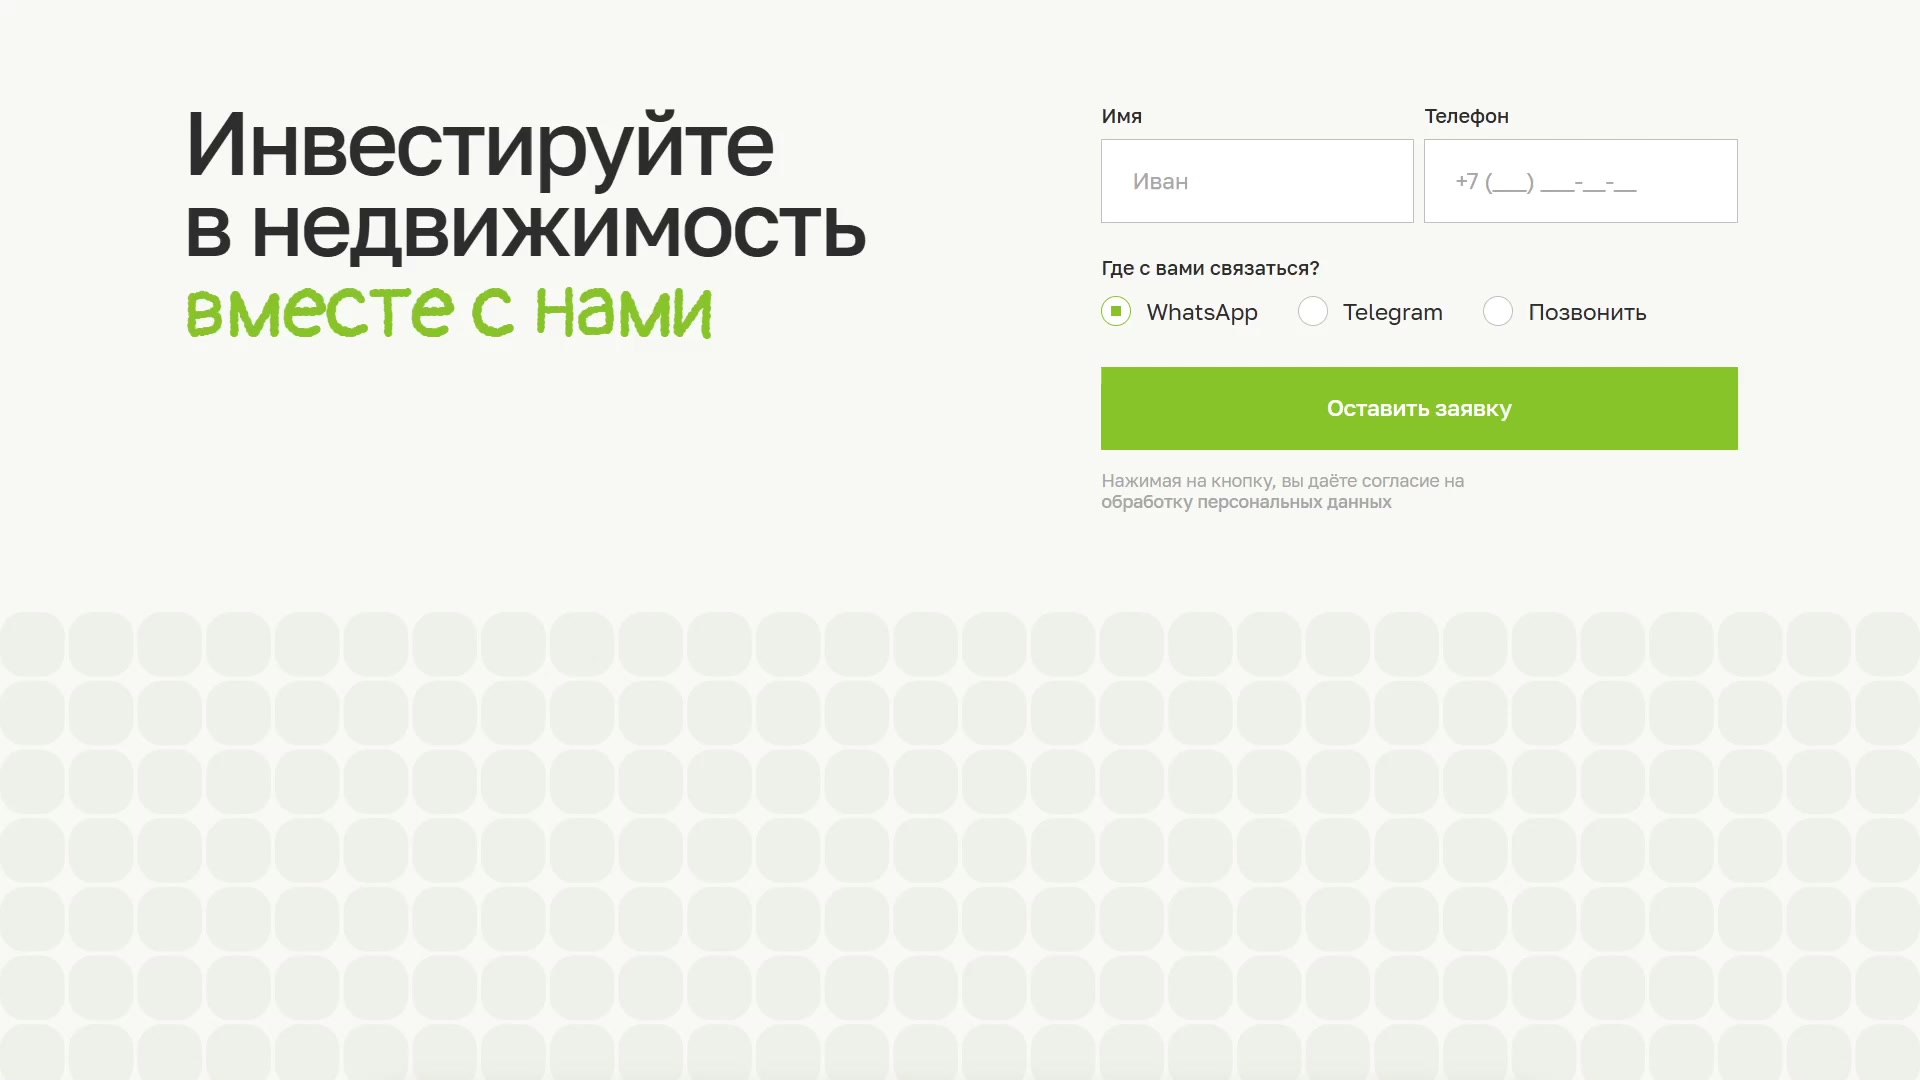 Инвестируйте
в недвижимость
вместе с нами
Имя
Телефон
Иван
+7 (___) ___-__-__
Где с вами связаться?
WhatsApp
Telegram
Позвонить
Оставить заявку
Нажимая на кнопку, вы даёте согласие на
обработку персональных данных